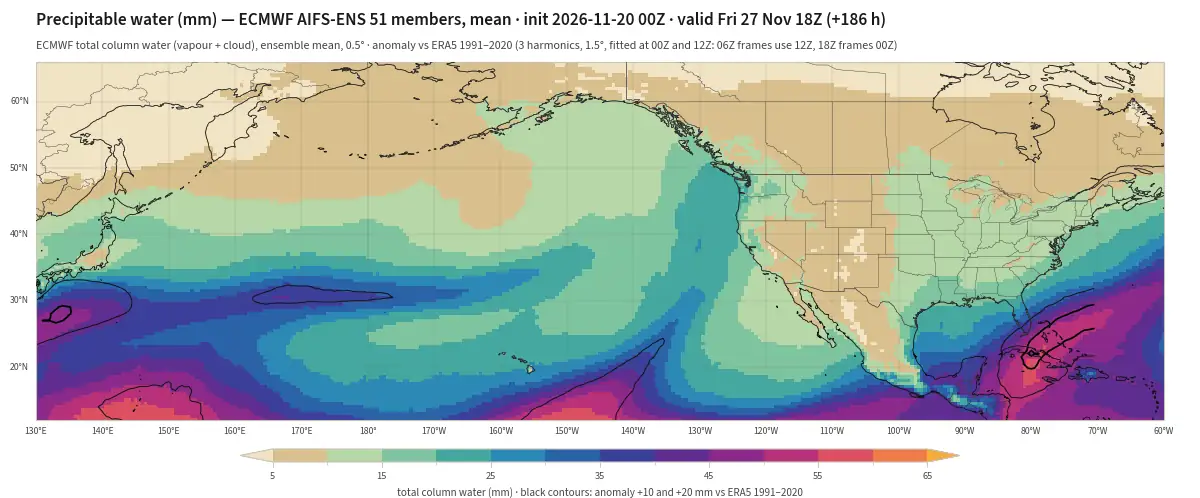 Precipitable water (mm) — ECMWF AIFS-ENS 51 members, mean · init 2026-11-20 00Z · valid Fri 27 Nov 18Z (+186 h)
ECMWF total column water (vapour + cloud), ensemble mean, 0.5° · anomaly vs ERA5 1991–2020 (3 harmonics, 1.5°, fitted at 00Z and 12Z: 06Z frames use 12Z, 18Z frames 00Z)
60°N
50°N
40°N
30°N
20°N
130°E 140°E 150°E 160°E 170°E 180° 170°W 160°W 150°W 140°W 130°W 120°W 110°W 100°W 90°W 80°W 70°W 60°W
5 15 25 35 45 55 65
total column water (mm) · black contours: anomaly +10 and +20 mm vs ERA5 1991–2020